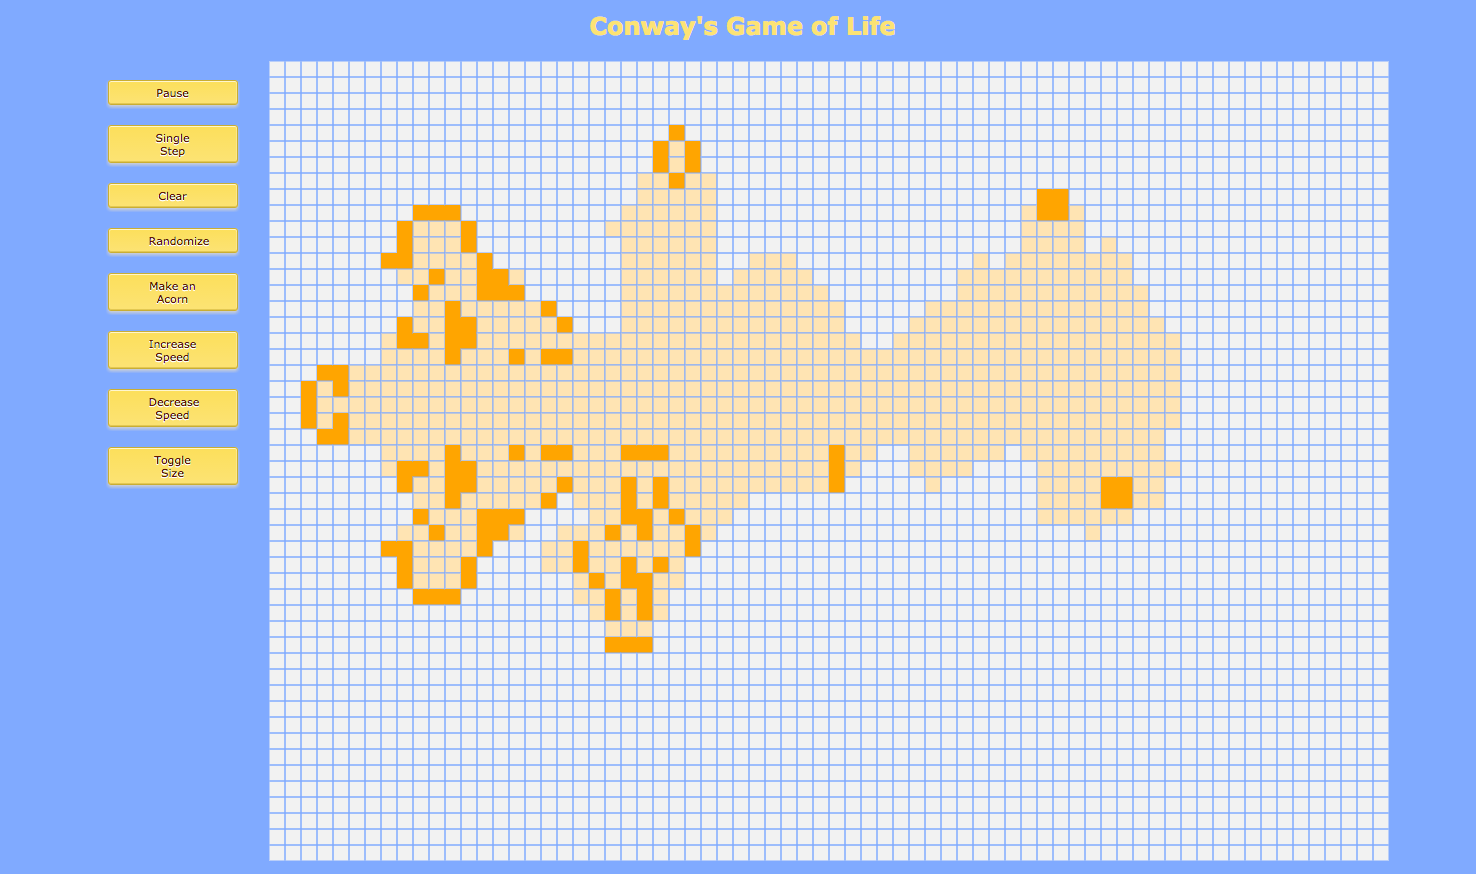 Conway's Game of Life
Pause
Single
Step
Clear
Randomize
Make an
Acorn
Increase
Speed
Decrease
Speed
Toggle
Size